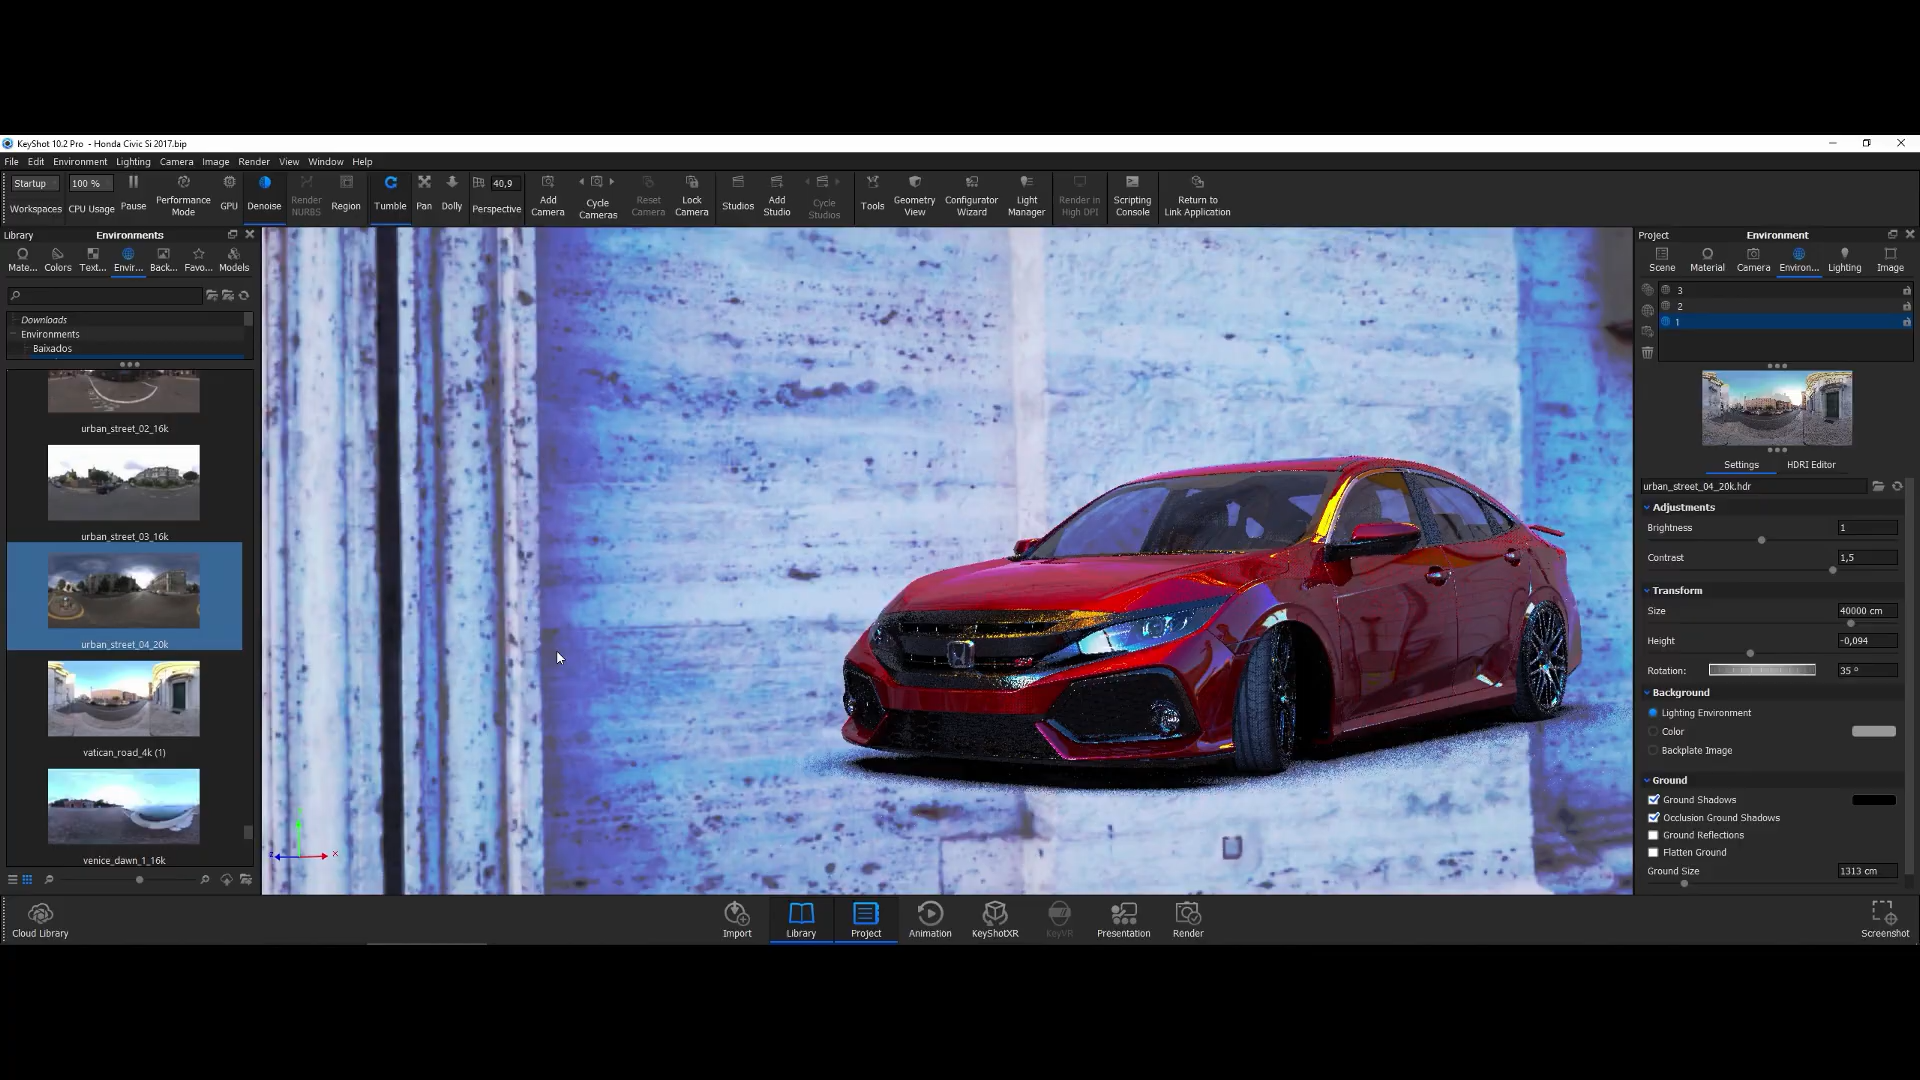 KeyShot 10.2 Pro - Honda Civic Si 2017.bip
File Edit Environment Lighting Camera Image Render View Window Help
Startup 100 % 40,9
Workspaces CPU Usage Pause Performance Mode GPU Denoise Render NURBS Region Tumble Pan Dolly Perspective Add Camera Cycle Cameras Reset Camera Lock Camera Studios Add Studio Cycle Studios Tools Geometry View Configurator Wizard Light Manager Render in High DPI Scripting Console Return to Link Application
Library Environments
Mate... Colors Text... Envir... Back... Favo... Models
Downloads
Environments
Baixados
urban_street_02_16k
urban_street_03_16k
urban_street_04_20k
vatican_road_4k (1)
venice_dawn_1_16k
Project Environment
Scene Material Camera Environ... Lighting Image
3
2
1
Settings HDRI Editor
urban_street_04_20k.hdr
Adjustments
Brightness 1
Contrast 1,5
Transform
Size 40000 cm
Height -0,094
Rotation: 35 °
Background
Lighting Environment
Color
Backplate Image
Ground
Ground Shadows
Occlusion Ground Shadows
Ground Reflections
Flatten Ground
Ground Size 1313 cm
Cloud Library Import Library Project Animation KeyShotXR KeyVR Presentation Render Screenshot